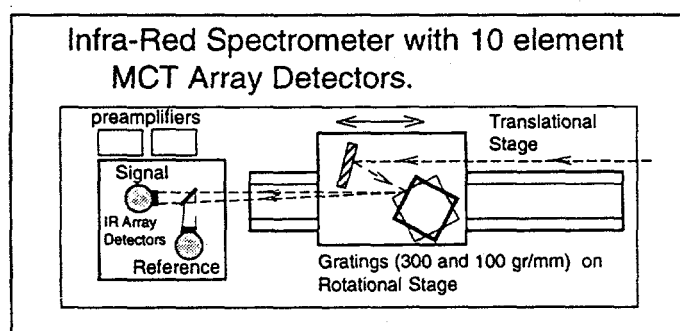 Infra-Red Spectrometer with 10 element
MCT Array Detectors.
preamplifiers
Translational
Stage
Signal
IR Array
Detectors
Reference
Gratings (300 and 100 gr/mm) on
Rotational Stage